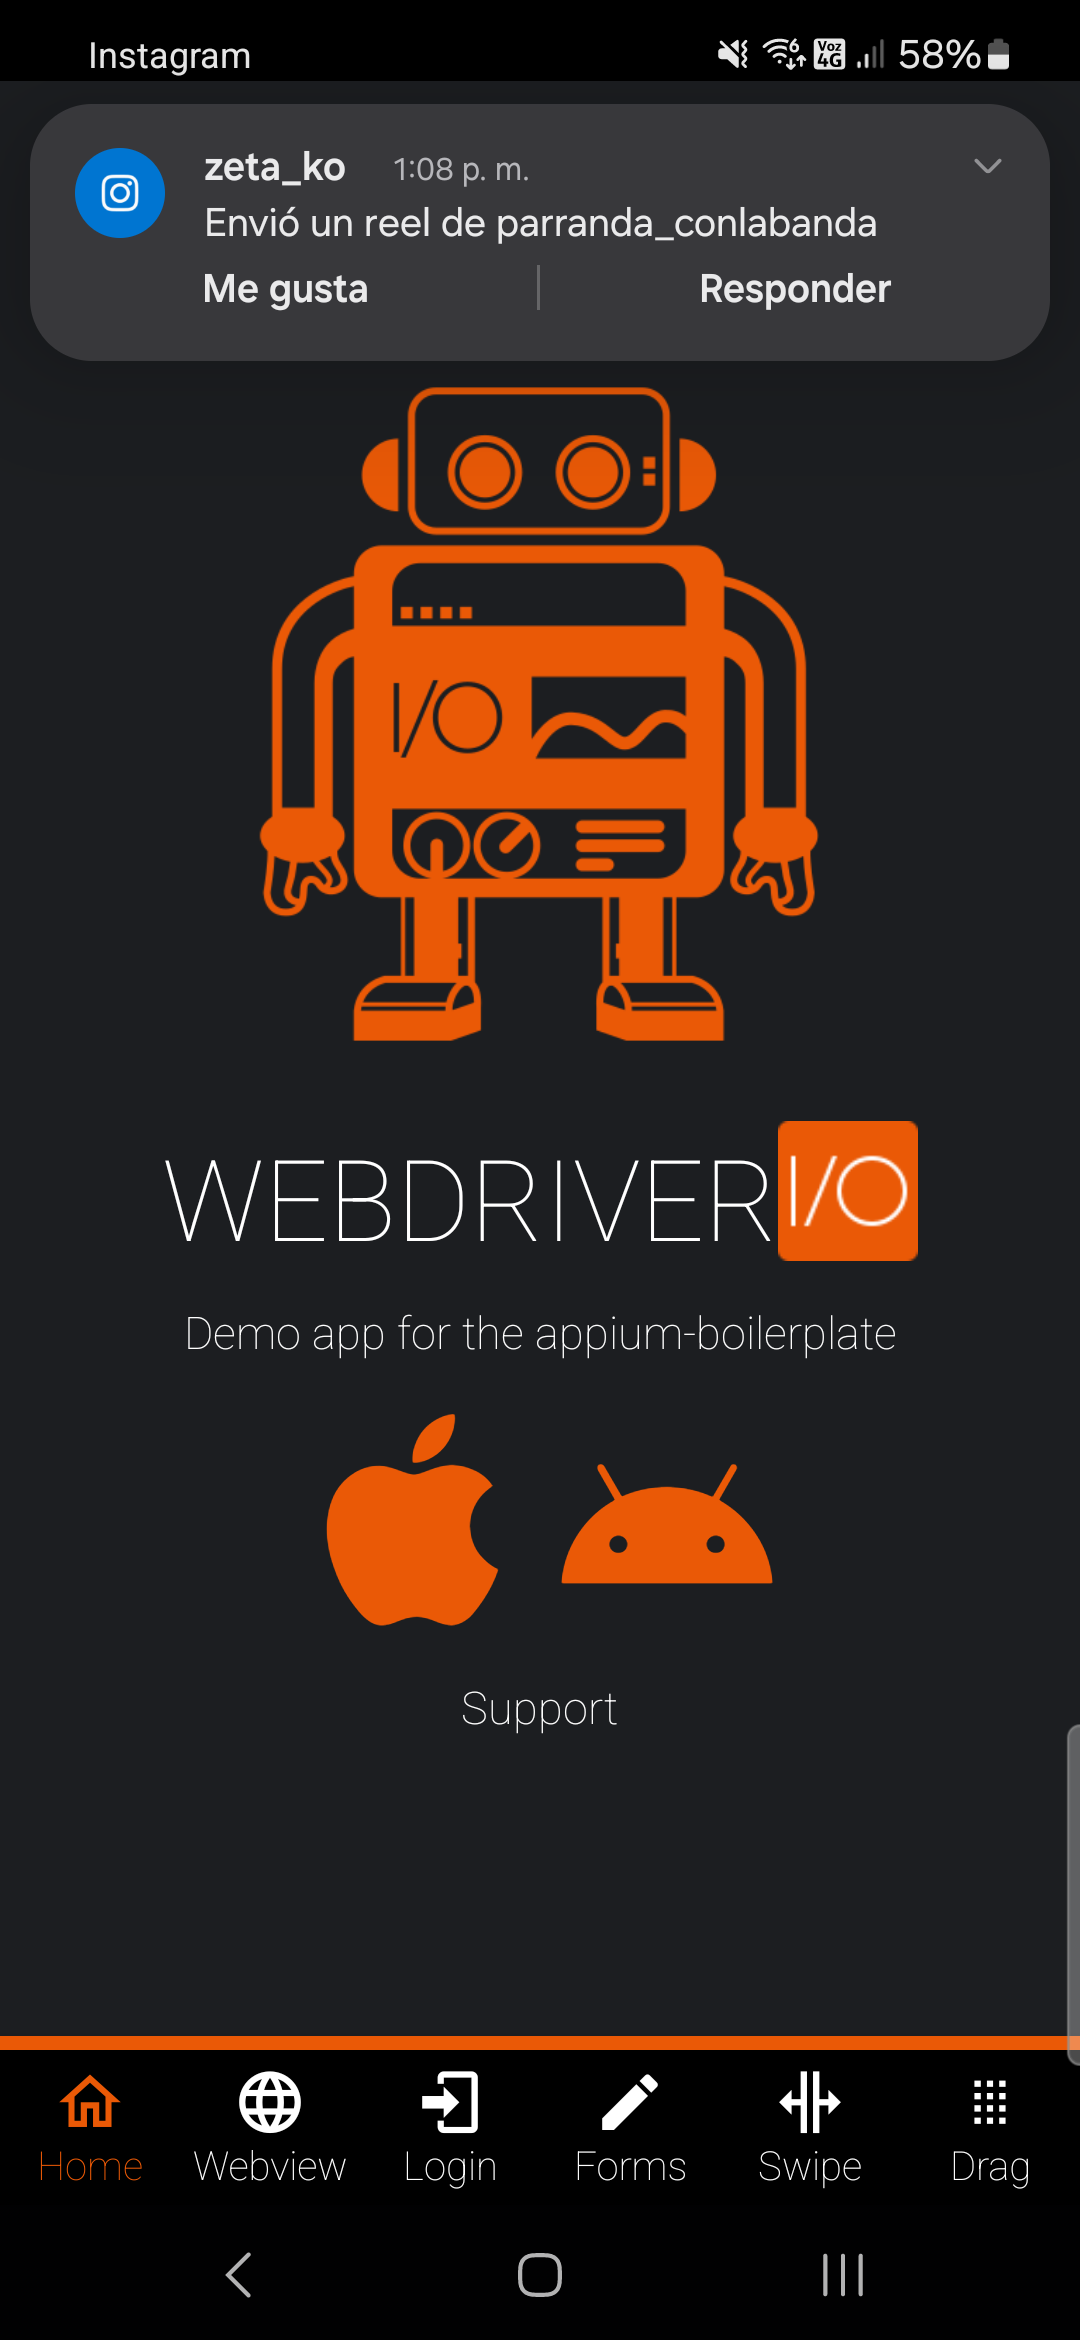 Instagram
Voz 4G 58%
zeta_ko 1:08 p. m.
Envió un reel de parranda_conlabanda
Me gusta Responder
I/O
WEBDRIVER I/O
Demo app for the appium-boilerplate
Support
Home Webview Login Forms Swipe Drag